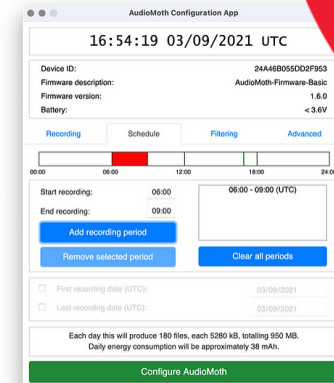 AudioMoth Configuration App
16:54:19 03/09/2021 UTC
Device ID: 24A46B055DD2F953
Firmware description: AudioMoth-Firmware-Basic
Firmware version: 1.6.0
Battery: < 3.6V
Recording Schedule Filtering Advanced
00:00 06:00 12:00 18:00 24:00
Start recording: 06:00
06:00 - 09:00 (UTC)
End recording: 09:00
Add recording period
Remove selected period
Clear all periods
First recording date (UTC): 03/09/2021
Last recording date (UTC): 03/09/2021
Each day this will produce 180 files, each 5280 kB, totalling 950 MB.
Daily energy consumption will be approximately 38 mAh.
Configure AudioMoth